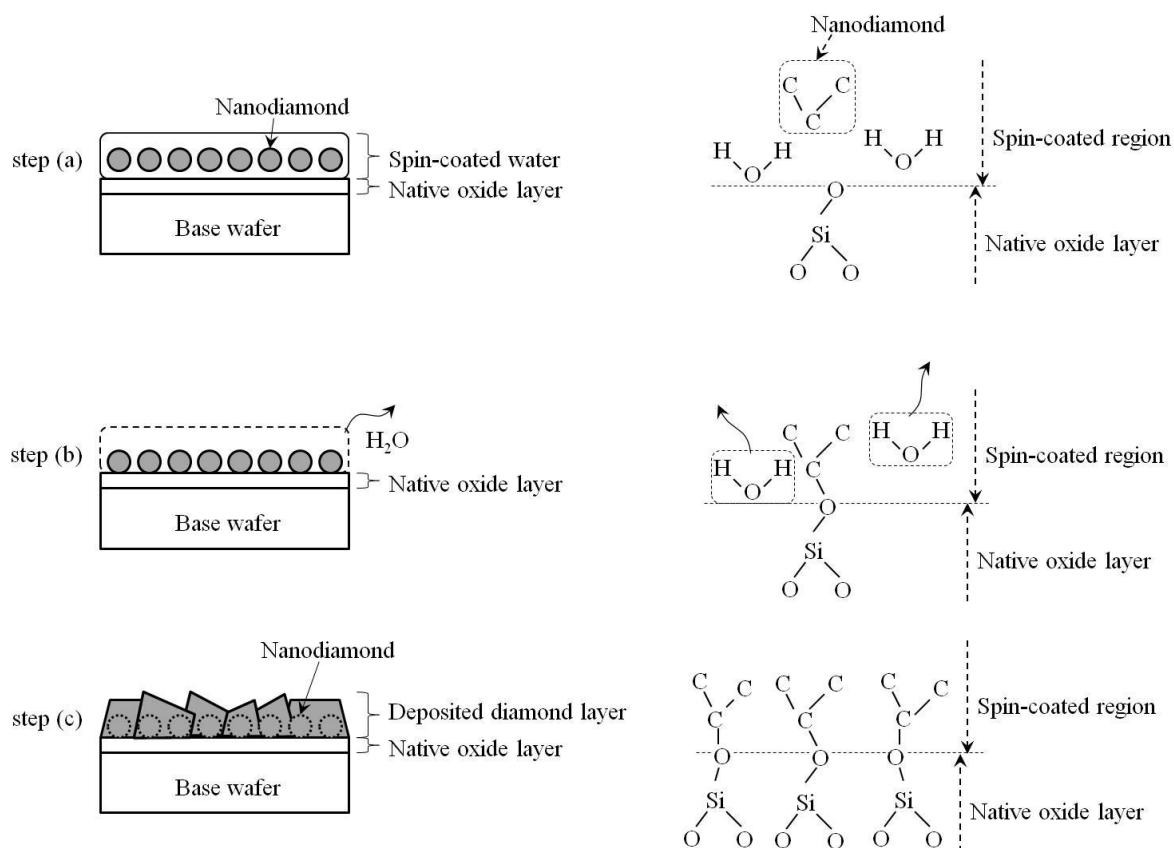 Nanodiamond
step (a)
Spin-coated water
Native oxide layer
Base wafer
Nanodiamond
C C
C
H H H H
O O
O
Si
O O
Spin-coated region
Native oxide layer
step (b)
H₂O
Native oxide layer
Base wafer
C C
H H C H H
O O
O
Si
O O
Spin-coated region
Native oxide layer
Nanodiamond
step (c)
Deposited diamond layer
Native oxide layer
Base wafer
C C C C C C
C C C
O O O
Si Si Si
O O O O O O
Spin-coated region
Native oxide layer